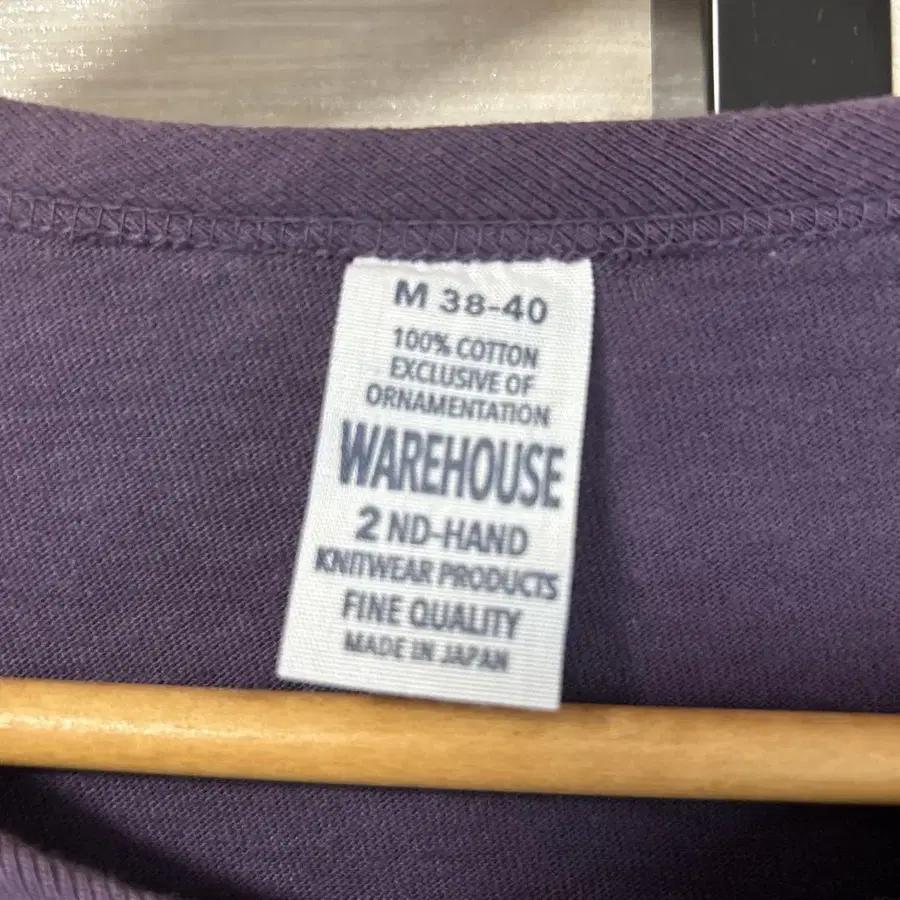 M 38-40
100% COTTON
EXCLUSIVE OF
ORNAMENTATION
WAREHOUSE
2 ND-HAND
KNITWEAR PRODUCTS
FINE QUALITY
MADE IN JAPAN